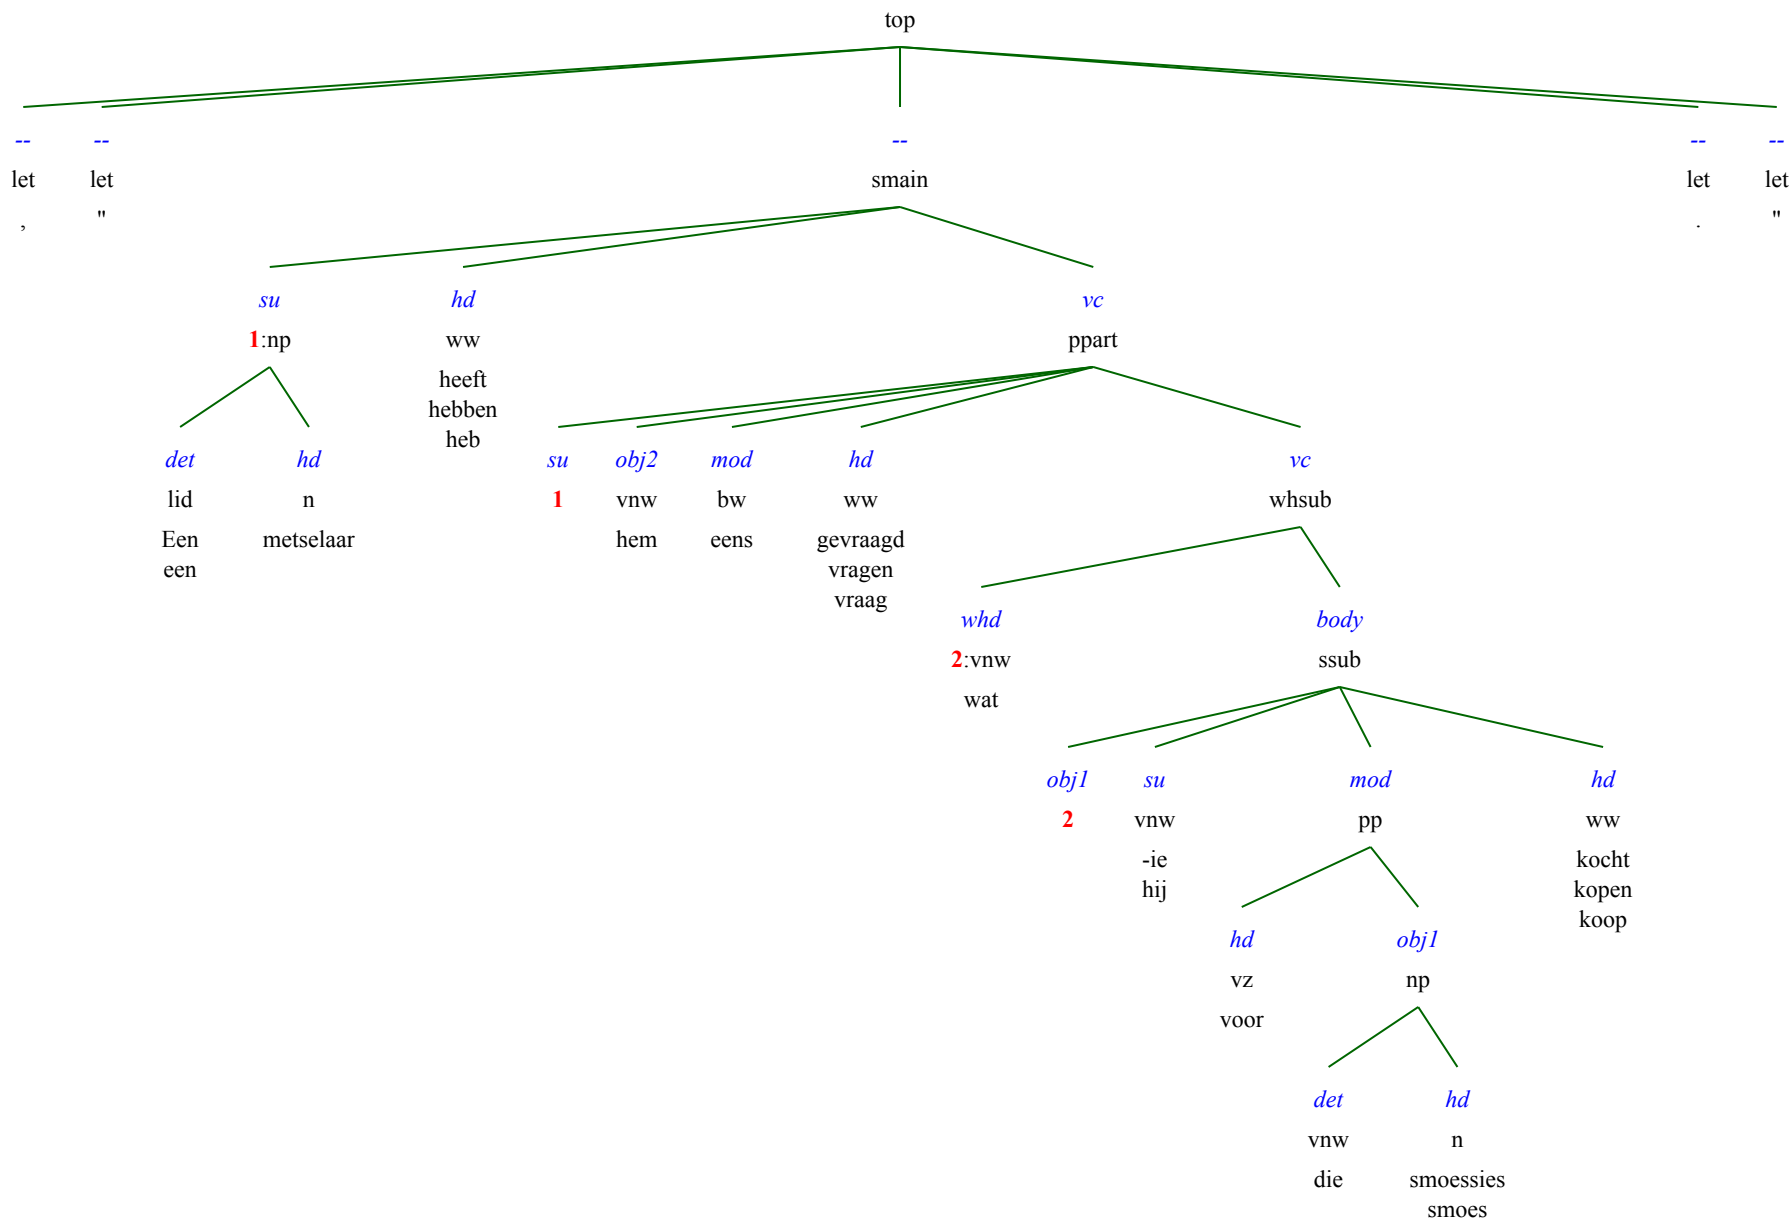 top
-- -- -- -- --
let let smain let let
, " . "
su hd vc
1:np ww ppart
heeft
hebben
heb
det hd su obj2 mod hd vc
lid n 1 vnw bw ww whsub
Een metselaar hem eens gevraagd
een vragen
vraag
whd body
2:vnw ssub
wat
obj1 su mod hd
2 vnw pp ww
-ie kocht
hij kopen
koop
hd obj1
vz np
voor
det hd
vnw n
die smoessies
smoes